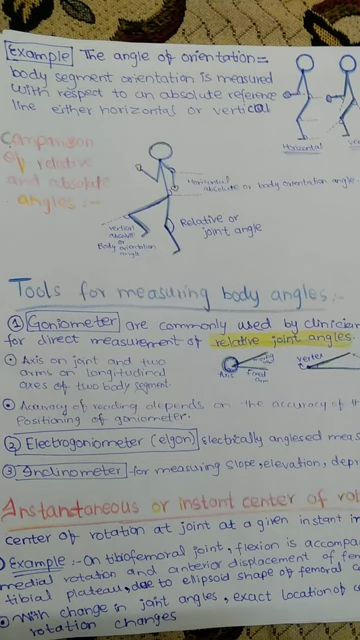 Example The angle of orientation =
body segment orientation is measured
with respect to an absolute reference
line either horizontal or vertical
Horizontal
Comparison
of relative
and absolute
angles:-
Horizontal
absolute or body orientation angle
Relative or
joint angle
vertical
absolute
or
Body orientation
angle
Tools for measuring body angles:-
① Goniometer are commonly used by clinician
for direct measurement of relative joint angles.
Axis on joint and two
arms on longitudinal
axes of two body segment
Axis
Fixed
arm
Vertex
Accuracy of reading depends on the accuracy of th
Positioning of goniometer.
② Electrogoniometer (elgon) Electrically anglesed meas
③ Inclinometer for measuring slope, elevation, depr
Instantaneous or instant center of ro
center of rotation at joint at a given instant in
Example :- On tibiofemoral joint, flexion is accompa
medial rotation and anterior displacement of fem
tibial plateau, due to ellipsoid shape of femoral c
With change in joint angles, exact location of c
rotation changes